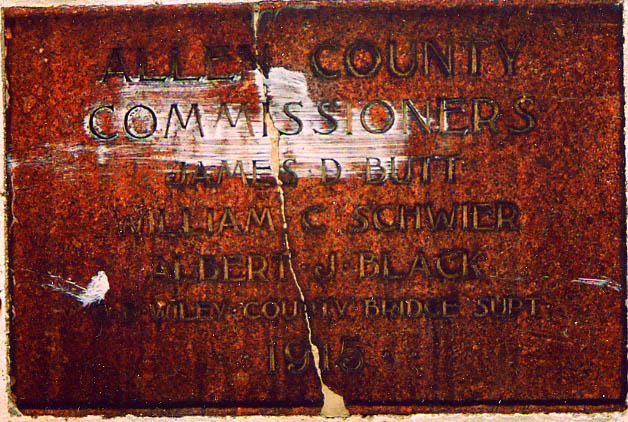 ALLEN COUNTY
COMMISSIONERS
JAMES D BUTT
WILLIAM C SCHWIER
ALBERT J BLACK
WILEY COUNTY BRIDGE SUPT
1915